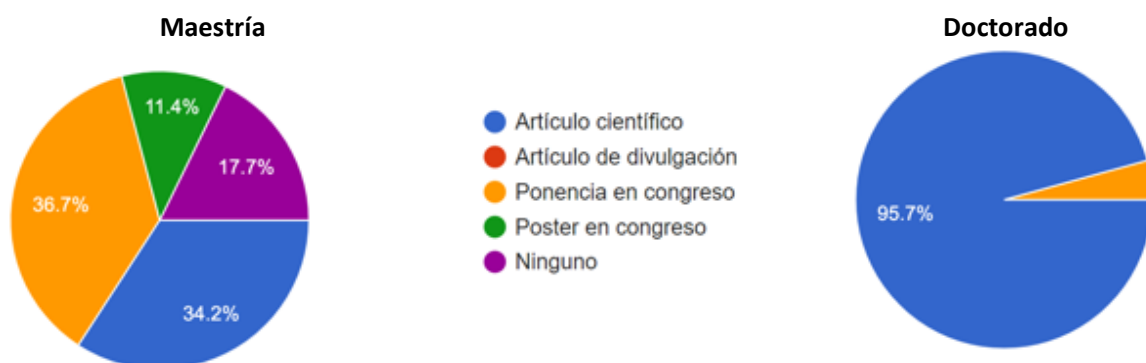 Maestría
Doctorado
11.4%
17.7%
36.7%
34.2%
Artículo científico
Artículo de divulgación
Ponencia en congreso
Poster en congreso
Ninguno
95.7%